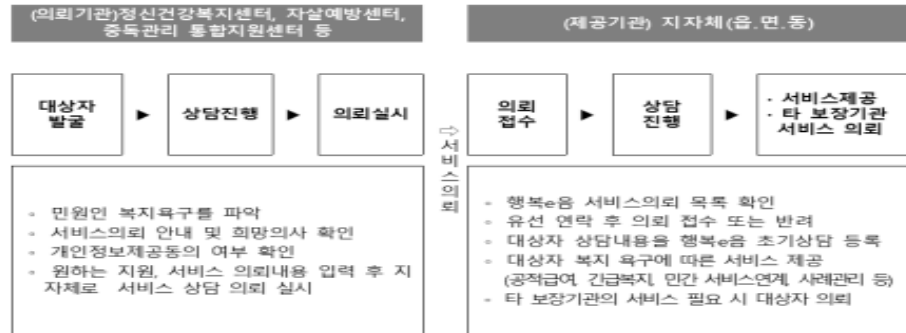 (의뢰기관)정신건강복지센터, 자살예방센터,
중독관리 통합지원센터 등
대상자
발굴
▶
상담진행
▶
의뢰실시
◦ 민원인 복지욕구를 파악
◦ 서비스의뢰 안내 및 희망의사 확인
◦ 개인정보제공동의 여부 확인
◦ 원하는 지원, 서비스 의뢰내용 입력 후 지
자체로 서비스 상담 의뢰 실시
⇨
서
비
스
의
뢰
(제공기관) 지자체(읍.면.동)
의뢰
접수
▶
상담
진행
▶
· 서비스제공
· 타 보장기관
서비스 의뢰
◦ 행복e음 서비스의뢰 목록 확인
◦ 유선 연락 후 의뢰 접수 또는 반려
◦ 대상자 상담내용을 행복e음 초기상담 등록
◦ 대상자 복지 욕구에 따른 서비스 제공
(공적급여, 긴급복지, 민간 서비스연계, 사례관리 등)
◦ 타 보장기관의 서비스 필요 시 대상자 의뢰